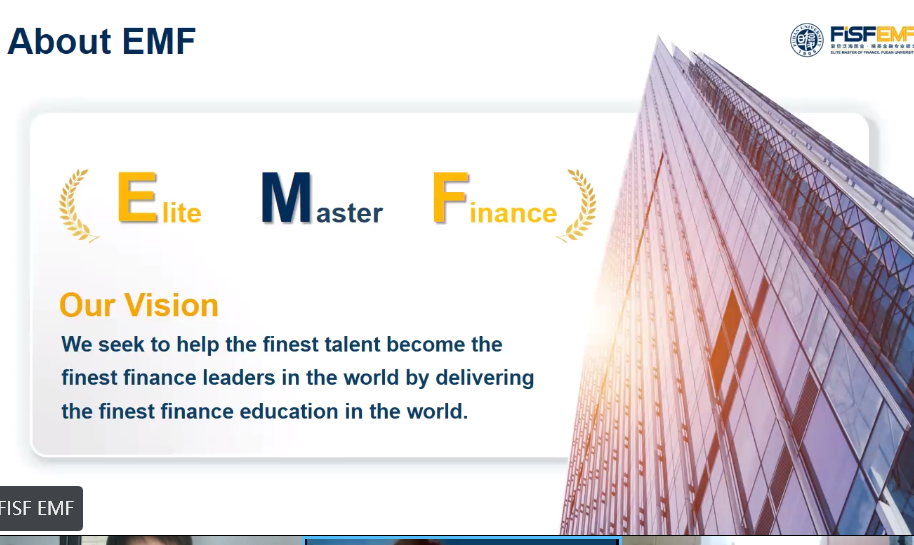 About EMF
FiSFEMF
ELITE MASTER OF FINANCE, FUDAN UNIVERSITY
Elite Master Finance
Our Vision
We seek to help the finest talent become the
finest finance leaders in the world by delivering
the finest finance education in the world.
FISF EMF